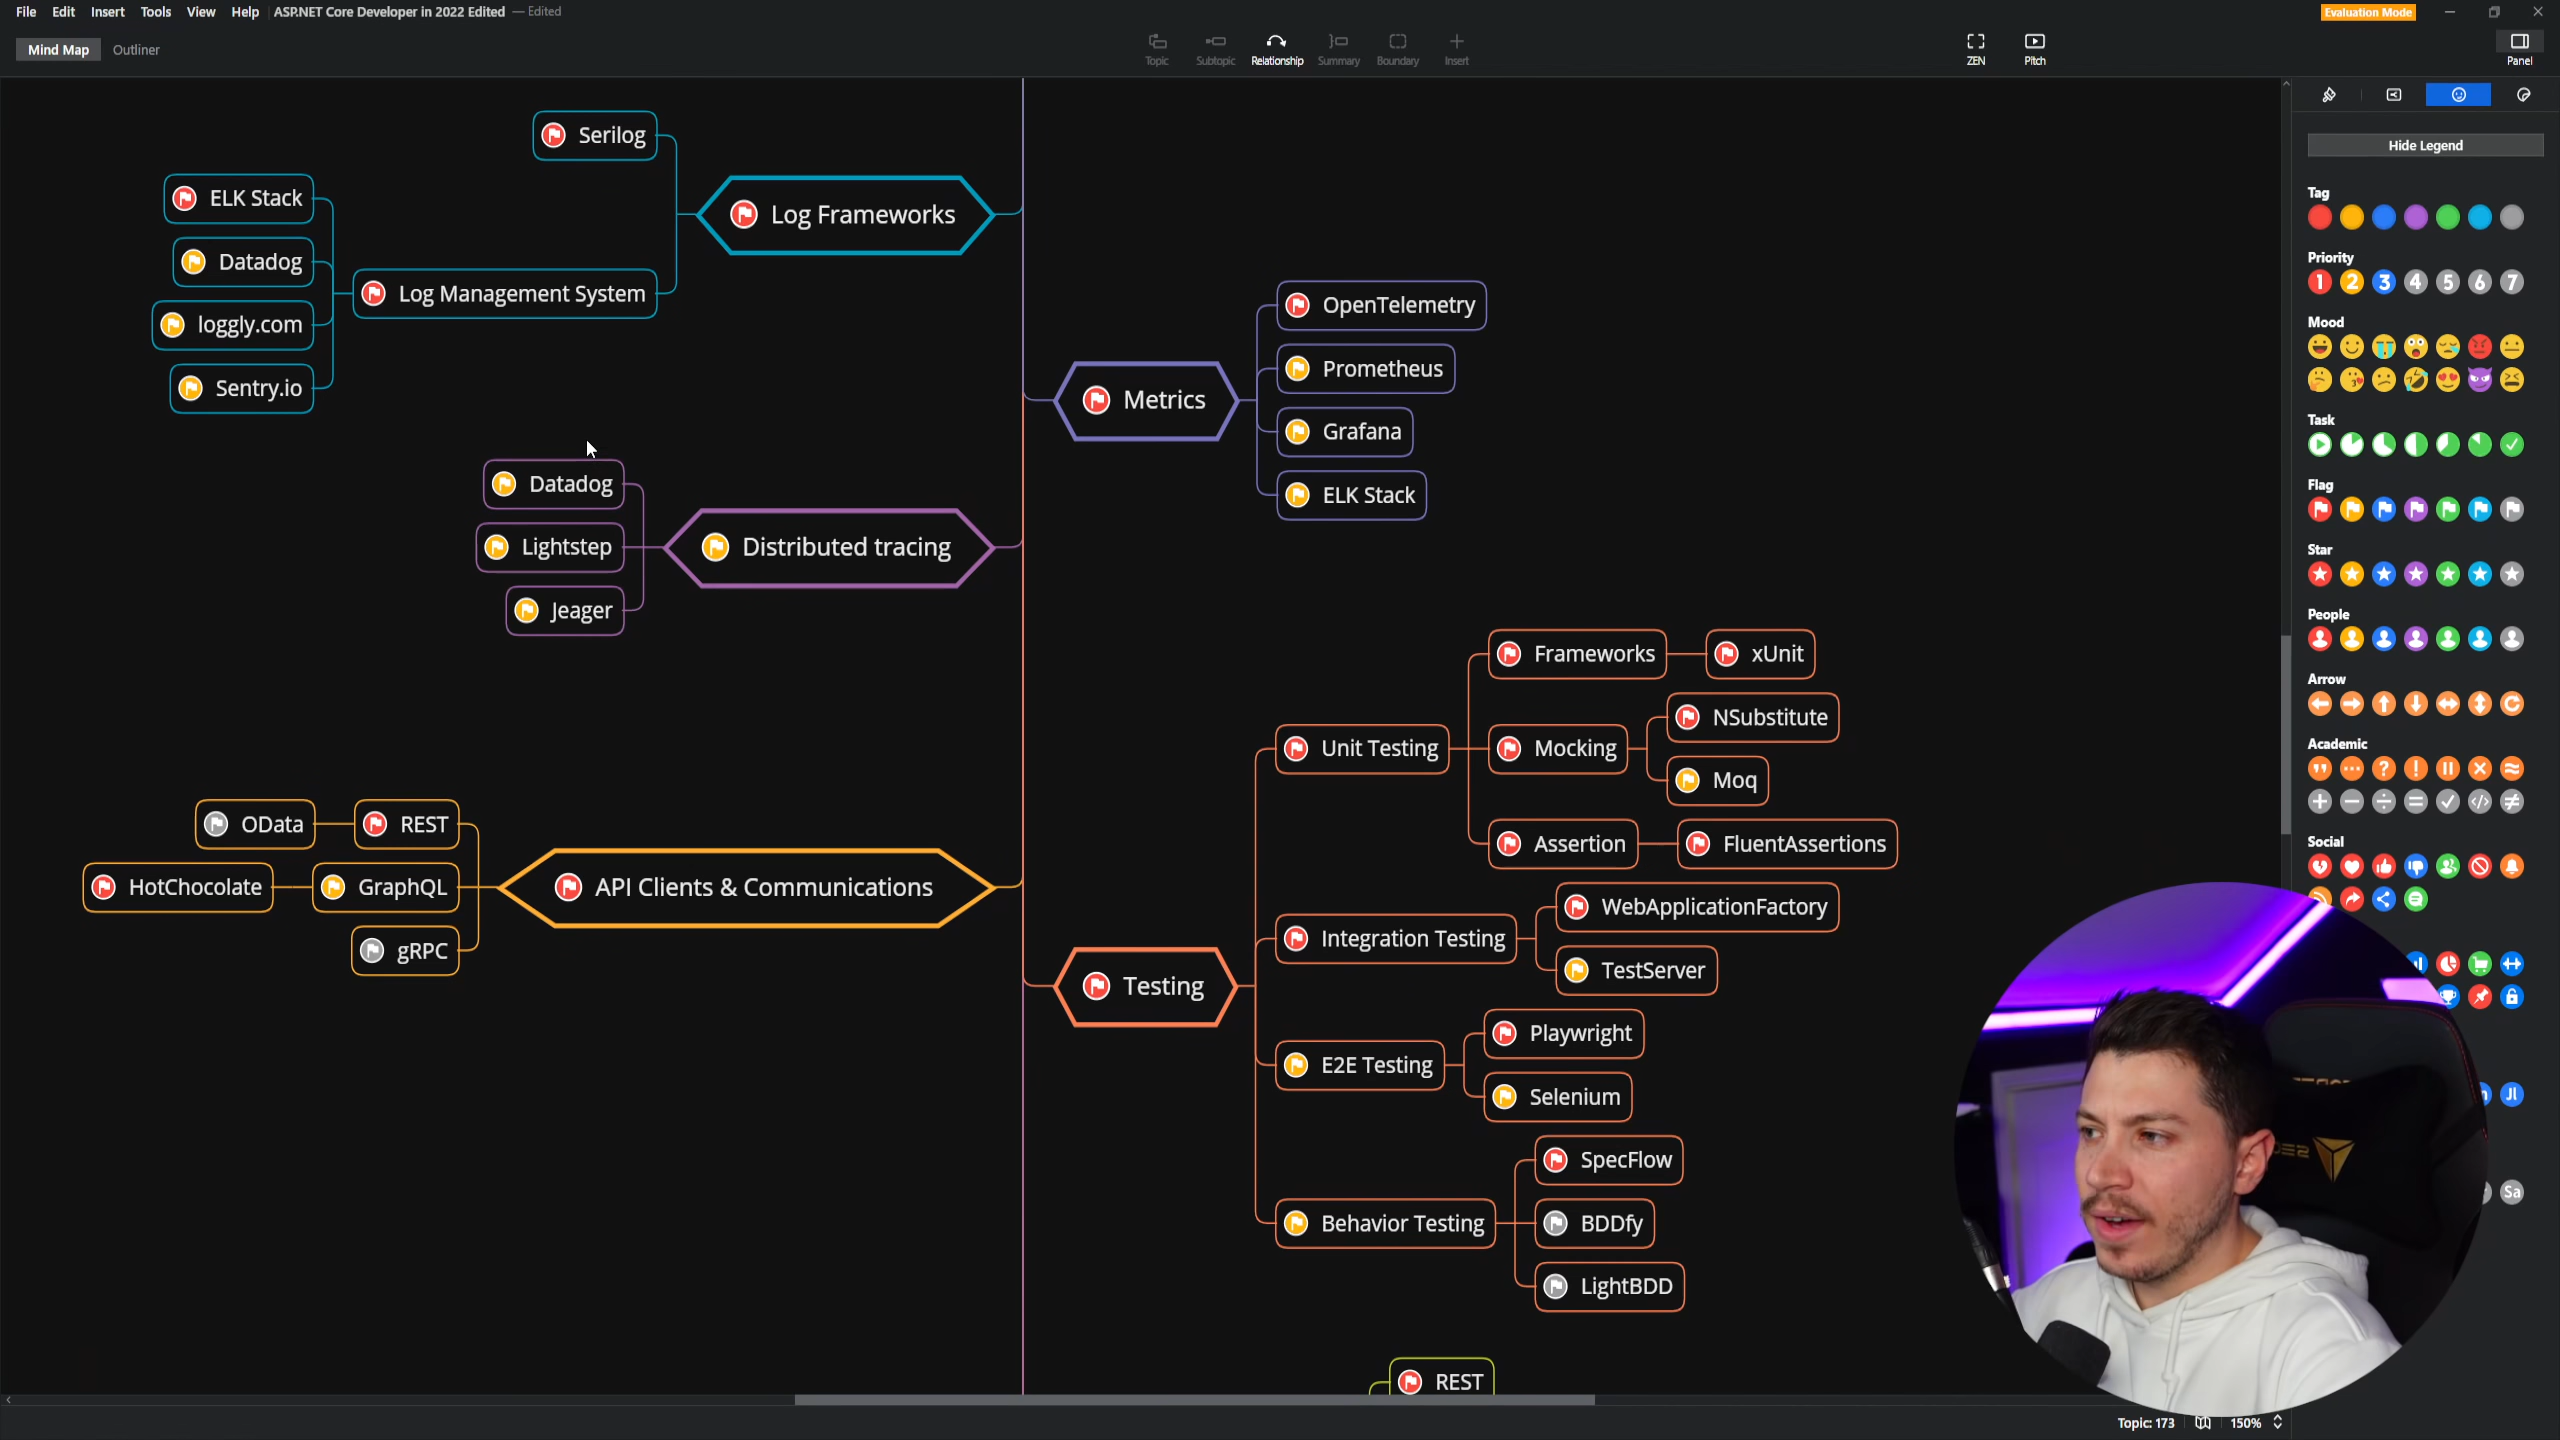 File Edit Insert Tools View Help ASP.NET Core Developer in 2022 Edited — Edited
Evaluation Mode
Mind Map Outliner
Topic Subtopic Relationship Summary Boundary Insert
ZEN Pitch
Panel
Serilog
Log Frameworks
ELK Stack
Datadog
loggly.com
Sentry.io
Log Management System
Datadog
Lightstep
Jeager
Distributed tracing
OData
REST
HotChocolate
GraphQL
gRPC
API Clients & Communications
Metrics
OpenTelemetry
Prometheus
Grafana
ELK Stack
Testing
Unit Testing
Frameworks
xUnit
Mocking
NSubstitute
Moq
Assertion
FluentAssertions
Integration Testing
WebApplicationFactory
TestServer
E2E Testing
Playwright
Selenium
Behavior Testing
SpecFlow
BDDfy
LightBDD
REST
Hide Legend
Tag
Priority
1 2 3 4 5 6 7
Mood
Task
Flag
Star
People
Arrow
Academic
Social
Jl
Sa
Topic: 173
150%